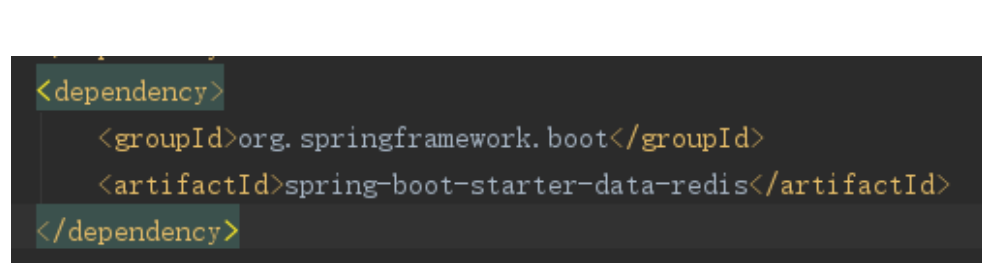 <dependency>
<groupId>org.springframework.boot</groupId>
<artifactId>spring-boot-starter-data-redis</artifactId>
</dependency>